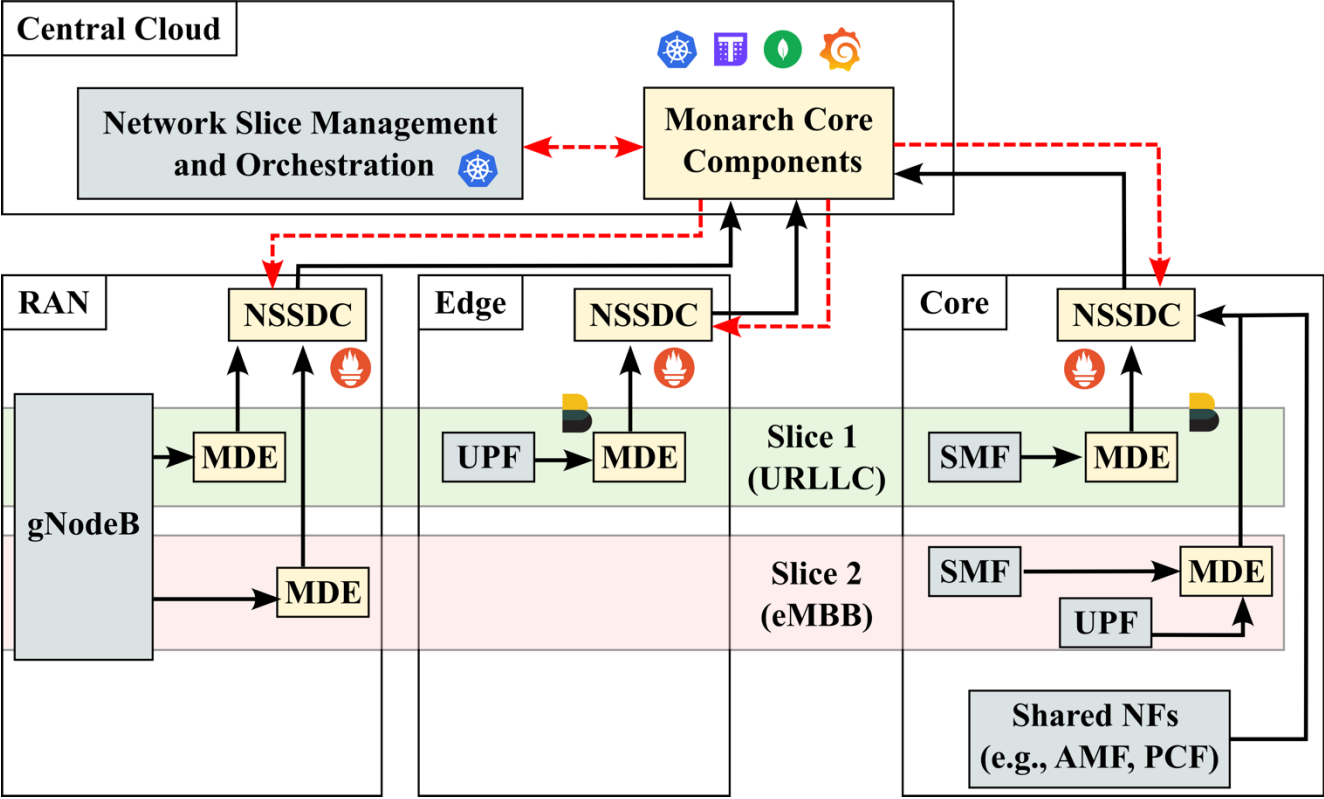 Central Cloud
Network Slice Management
and Orchestration
T
Monarch Core
Components
RAN
NSSDC
Edge
NSSDC
Core
NSSDC
gNodeB
MDE
UPF
MDE
Slice 1
(URLLC)
SMF
MDE
MDE
Slice 2
(eMBB)
SMF
MDE
UPF
Shared NFs
(e.g., AMF, PCF)